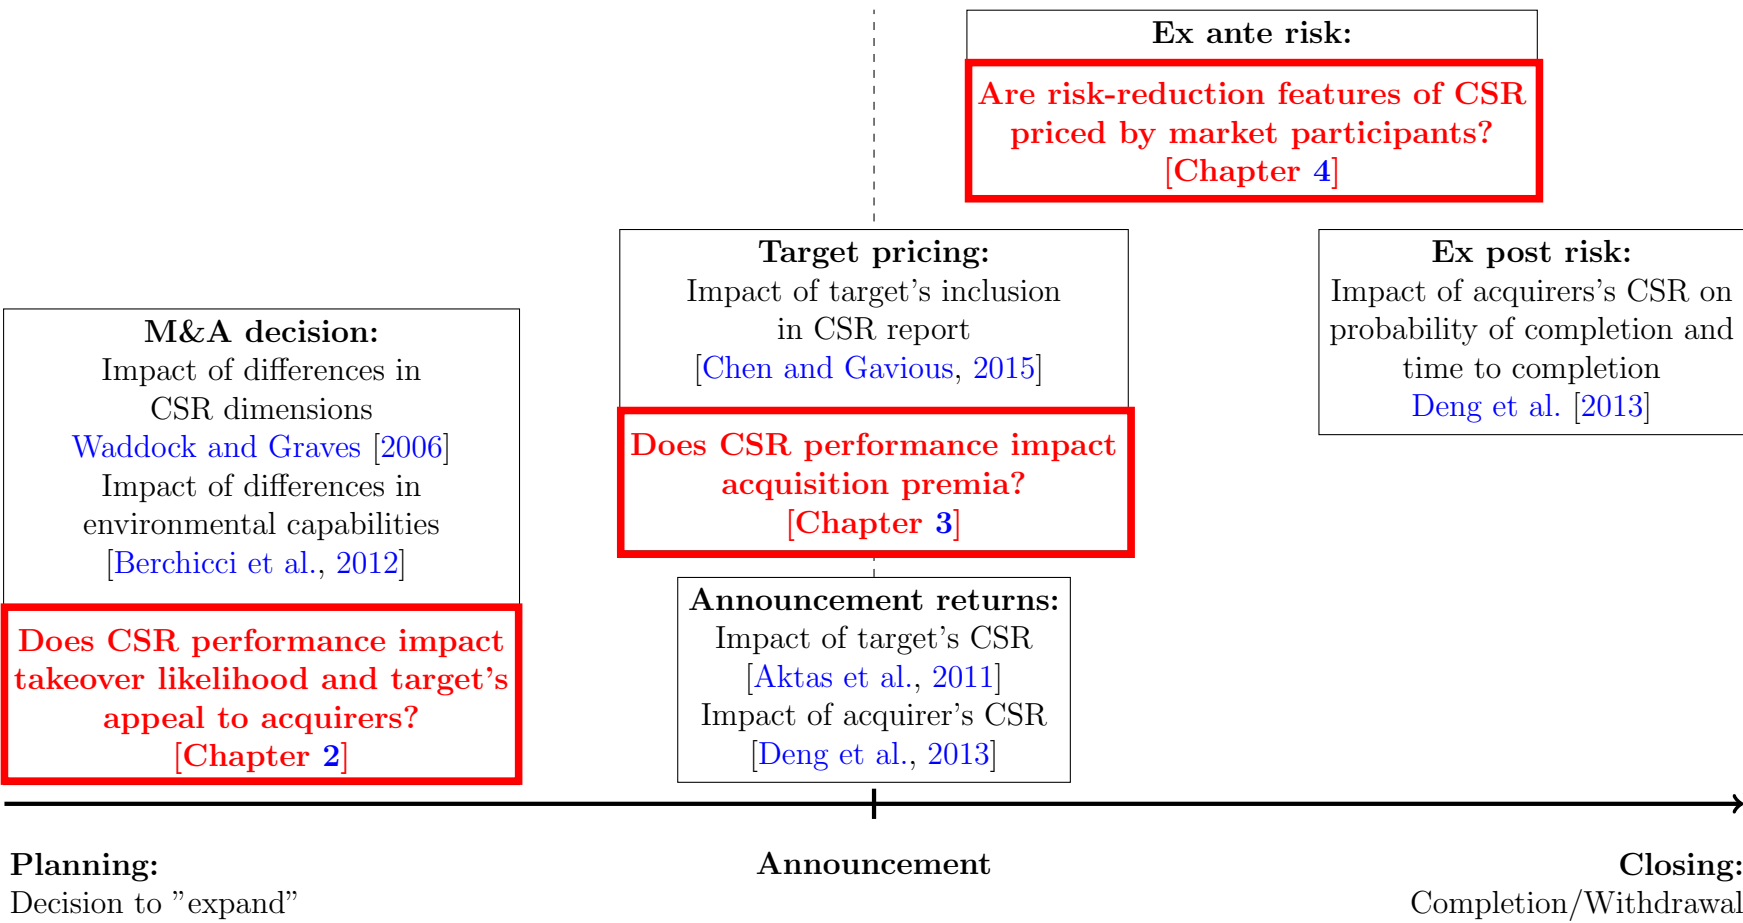 Ex ante risk:
Are risk-reduction features of CSR
priced by market participants?
[Chapter 4]
Target pricing:
Impact of target's inclusion
in CSR report
[Chen and Gavious, 2015]
Does CSR performance impact
acquisition premia?
[Chapter 3]
Ex post risk:
Impact of acquirers's CSR on
probability of completion and
time to completion
Deng et al. [2013]
M&A decision:
Impact of differences in
CSR dimensions
Waddock and Graves [2006]
Impact of differences in
environmental capabilities
[Berchicci et al., 2012]
Does CSR performance impact
takeover likelihood and target's
appeal to acquirers?
[Chapter 2]
Announcement returns:
Impact of target's CSR
[Aktas et al., 2011]
Impact of acquirer's CSR
[Deng et al., 2013]
Planning:
Decision to ”expand”
Announcement
Closing:
Completion/Withdrawal